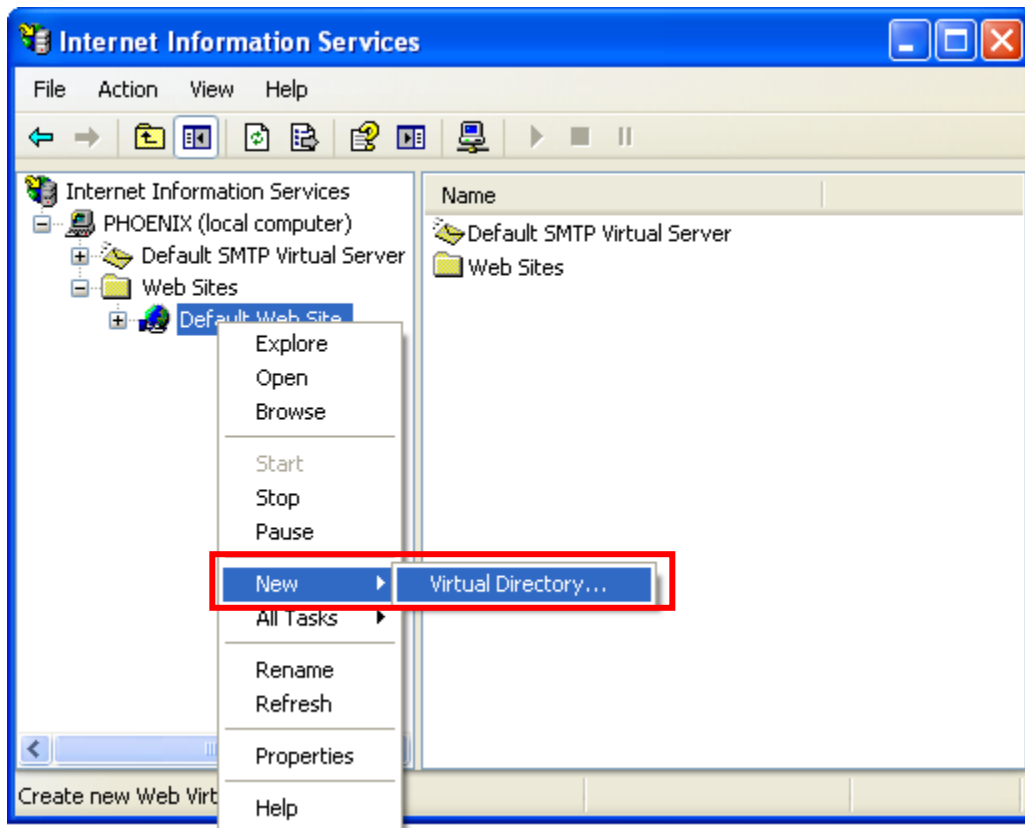 Internet Information Services
File Action View Help
Internet Information Services
PHOENIX (local computer)
Default SMTP Virtual Server
Web Sites
Default Web Site
Name
Default SMTP Virtual Server
Web Sites
Explore
Open
Browse
Start
Stop
Pause
New
Virtual Directory...
All Tasks
Rename
Refresh
Properties
Help
Create new Web Virt